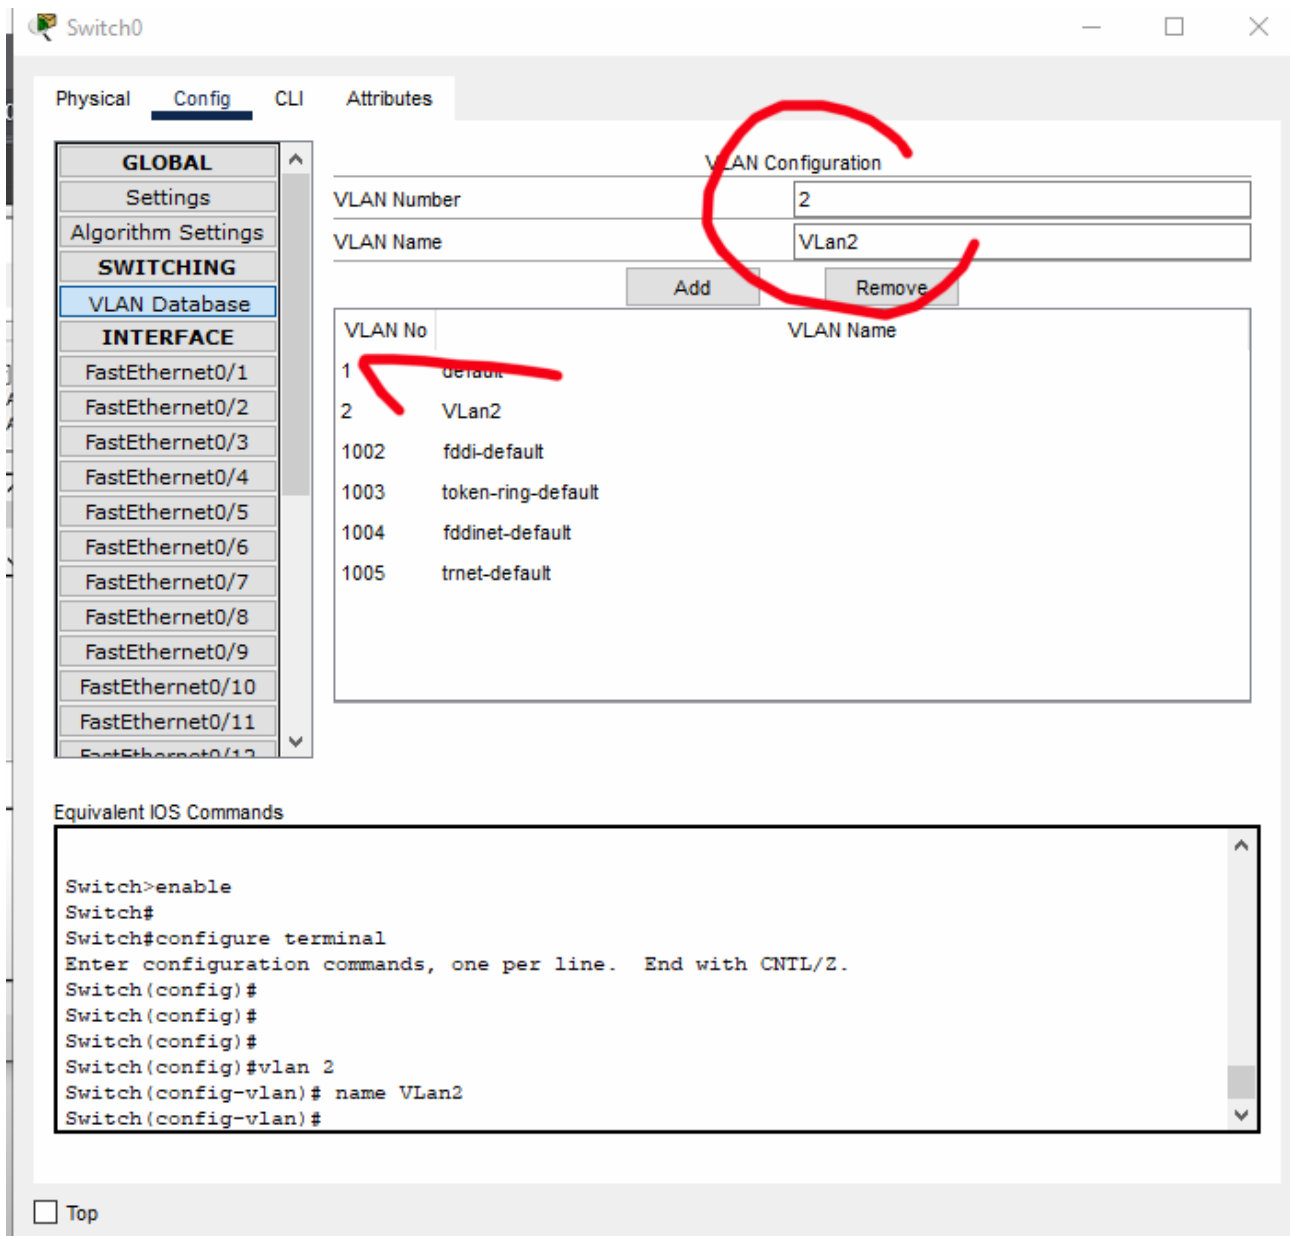 Switch0
Physical Config CLI Attributes
GLOBAL
Settings
Algorithm Settings
SWITCHING
VLAN Database
INTERFACE
FastEthernet0/1
FastEthernet0/2
FastEthernet0/3
FastEthernet0/4
FastEthernet0/5
FastEthernet0/6
FastEthernet0/7
FastEthernet0/8
FastEthernet0/9
FastEthernet0/10
FastEthernet0/11
FastEthernet0/12
VLAN Configuration
VLAN Number 2
VLAN Name VLan2
Add Remove
VLAN No VLAN Name
1 default
2 VLan2
1002 fddi-default
1003 token-ring-default
1004 fddinet-default
1005 trnet-default
Equivalent IOS Commands
Switch>enable
Switch#
Switch#configure terminal
Enter configuration commands, one per line. End with CNTL/Z.
Switch(config)#
Switch(config)#
Switch(config)#
Switch(config)#vlan 2
Switch(config-vlan)# name VLan2
Switch(config-vlan)#
Top